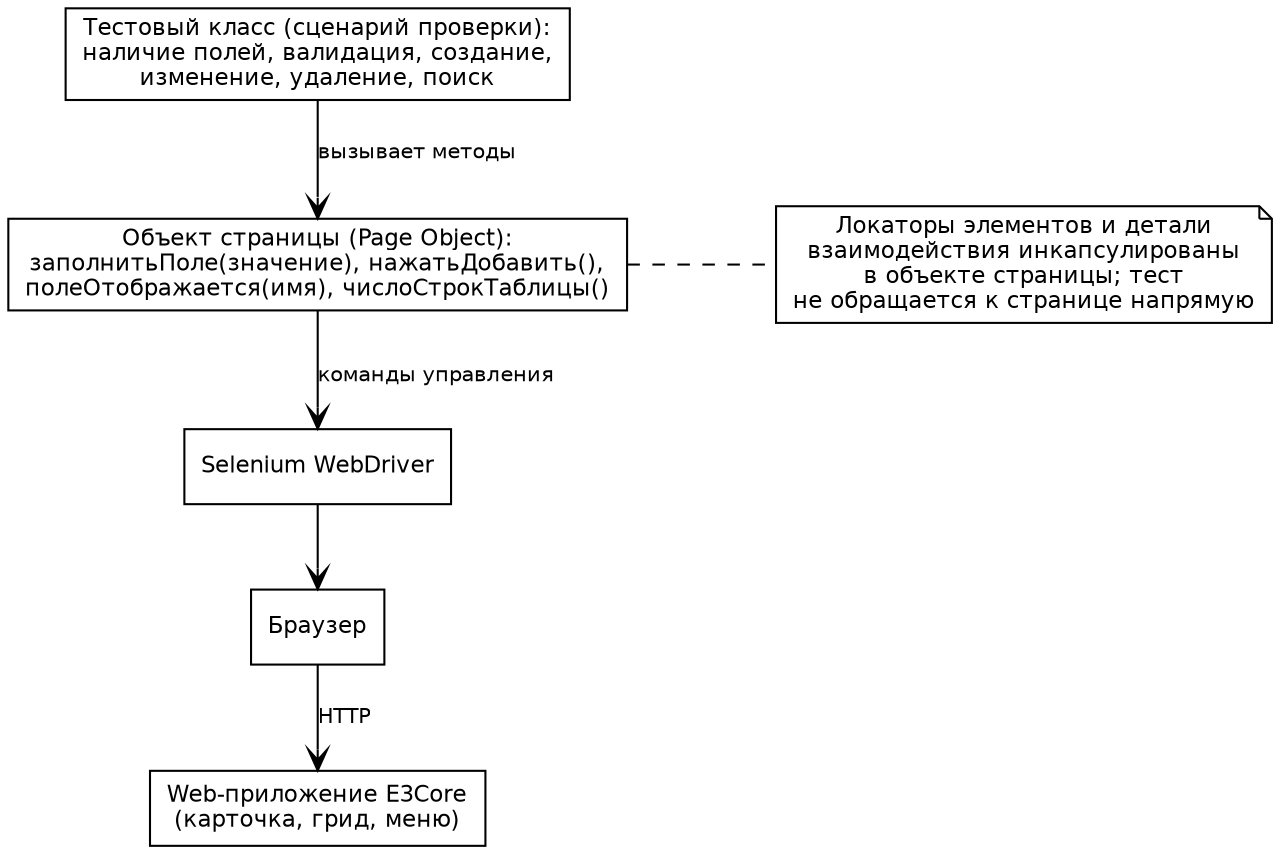 Тестовый класс (сценарий проверки):
наличие полей, валидация, создание,
изменение, удаление, поиск
вызывает методы
Объект страницы (Page Object):
заполнитьПоле(значение), нажатьДобавить(),
полеОтображается(имя), числоСтрокТаблицы()
Локаторы элементов и детали
взаимодействия инкапсулированы
в объекте страницы; тест
не обращается к странице напрямую
команды управления
Selenium WebDriver
Браузер
HTTP
Web-приложение E3Core
(карточка, грид, меню)